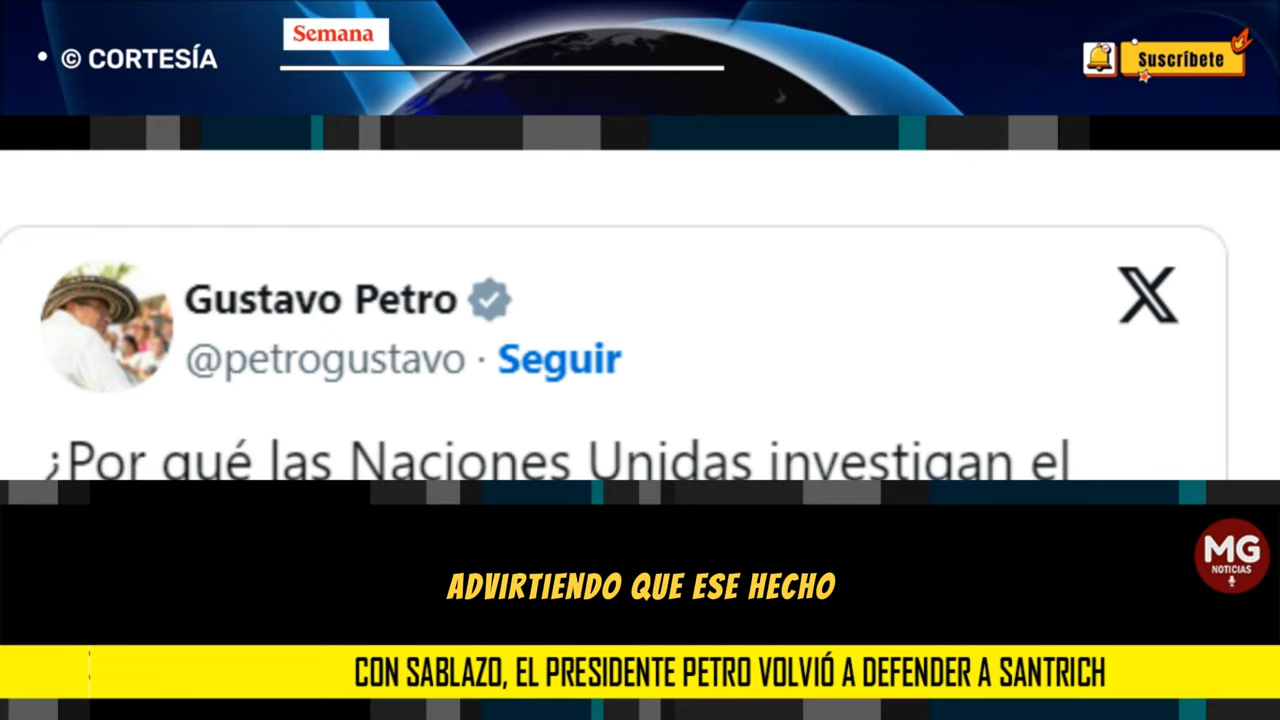 • © CORTESÍA
Semana
Suscríbete
Gustavo Petro
@petrogustavo · Seguir
¿Por qué las Naciones Unidas investigan el
MG
NOTICIAS
ADVIRTIENDO QUE ESE HECHO
CON SABLAZO, EL PRESIDENTE PETRO VOLVIÓ A DEFENDER A SANTRICH